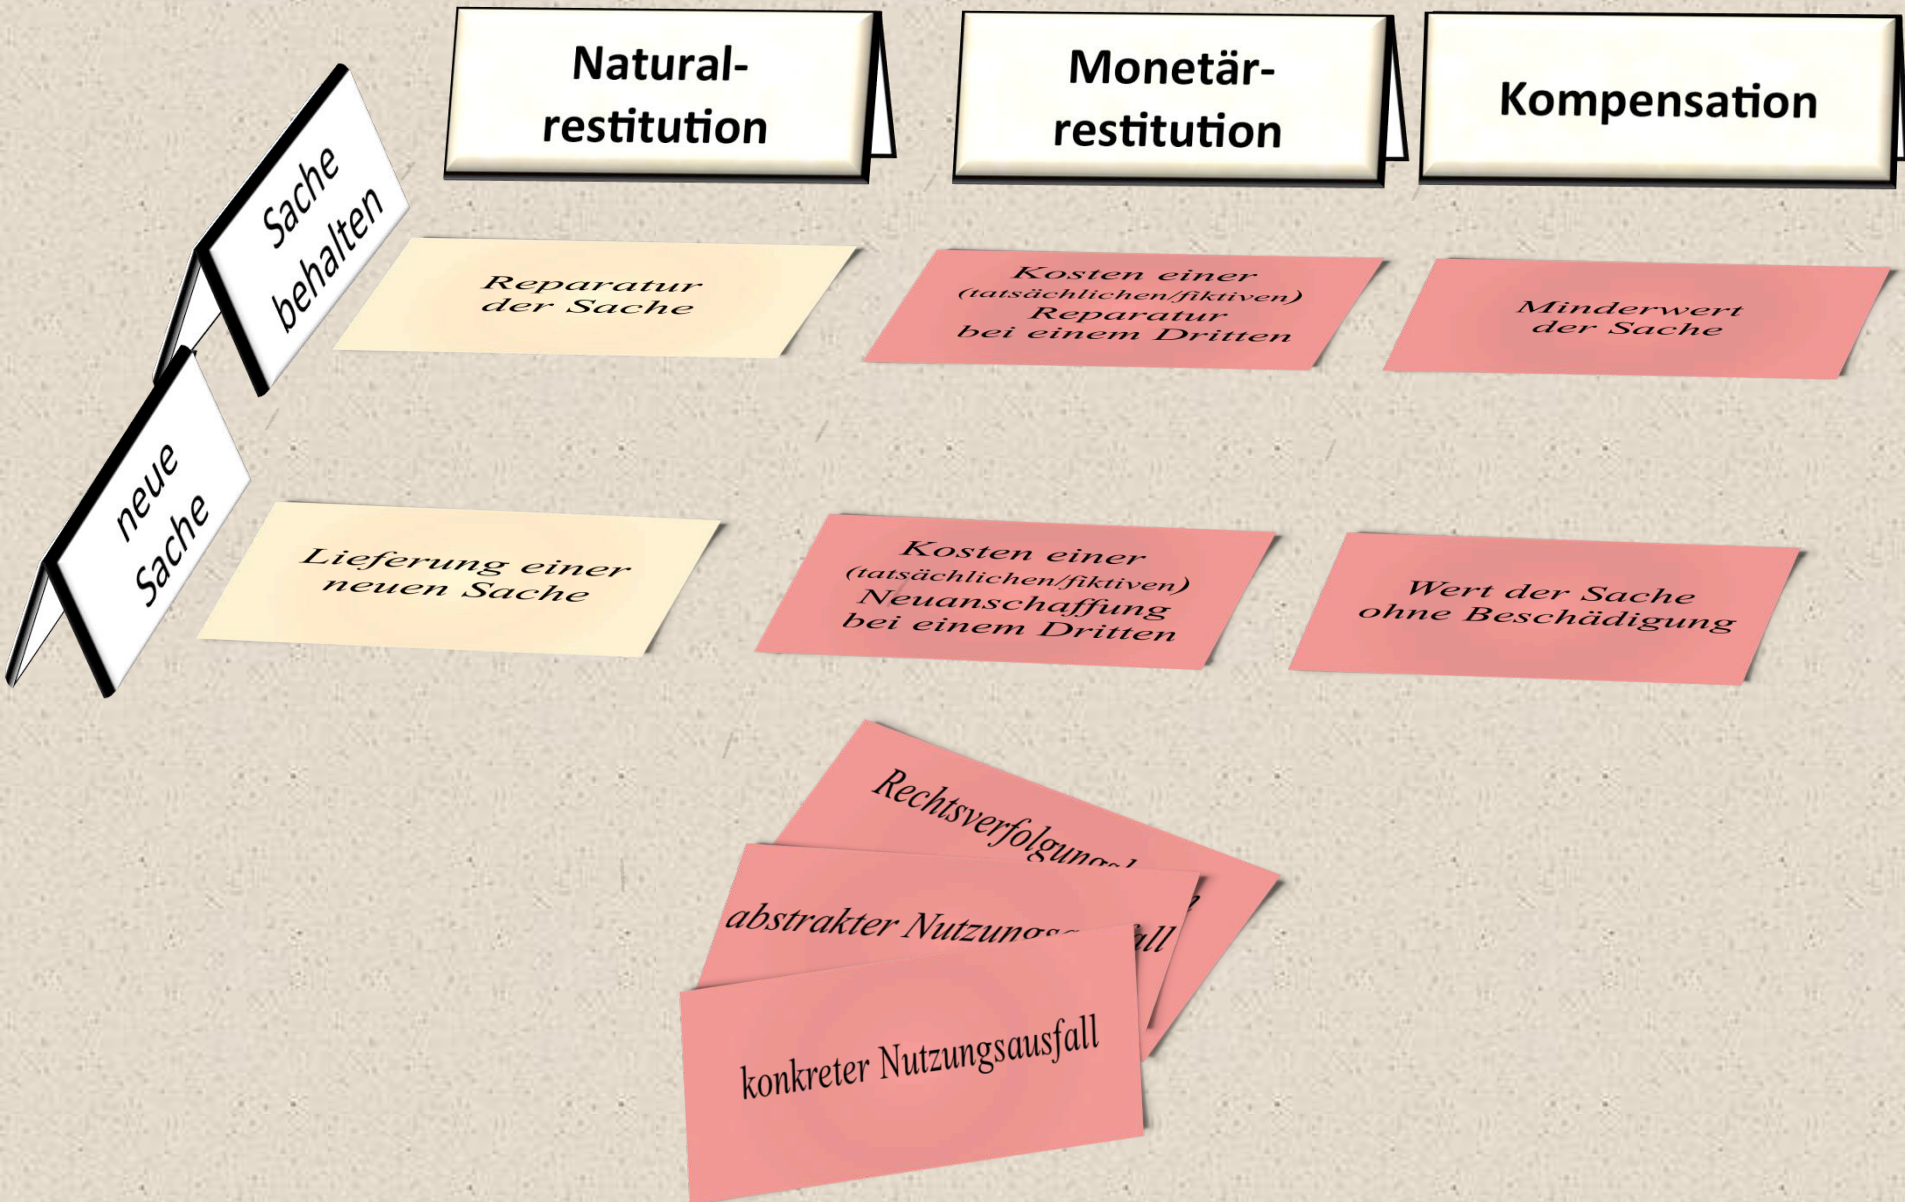 Natural-
restitution
Monetär-
restitution
Kompensation
Sache
behalten
Reparatur
der Sache
Kosten einer
(tatsächlichen/fiktiven)
Reparatur
bei einem Dritten
Minderwert
der Sache
neue
Sache
Lieferung einer
neuen Sache
Kosten einer
(tatsächlichen/fiktiven)
Neuanschaffung
bei einem Dritten
Wert der Sache
ohne Beschädigung
abstrakter
konkreter Nutzungsausfall